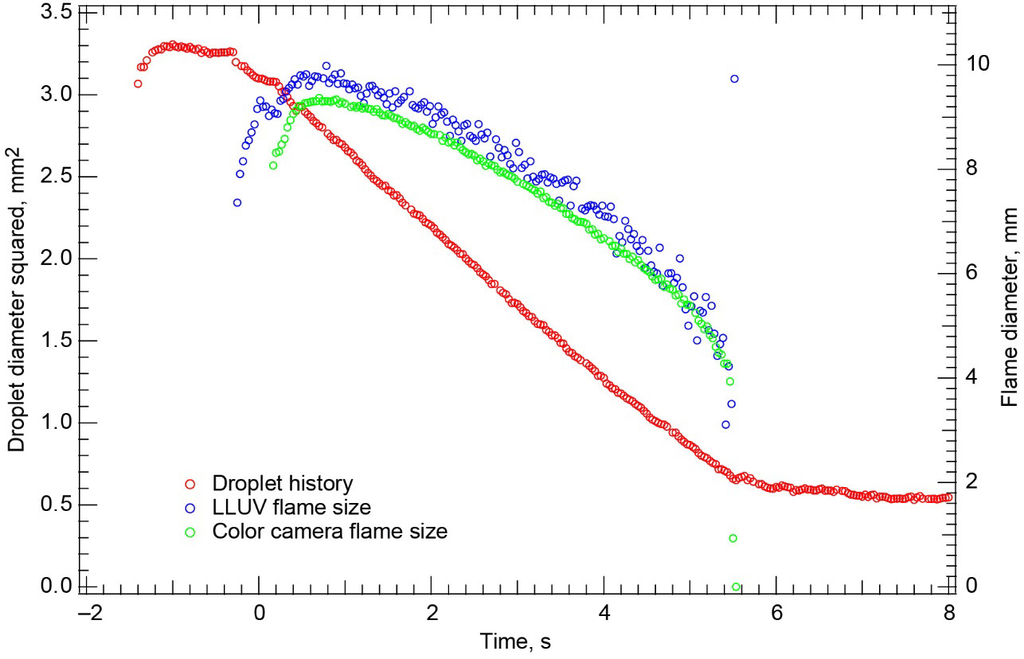 3.5
3.0
2.5
2.0
1.5
1.0
0.5
0.0
Droplet diameter squared, mm2
10
8
6
4
2
0
Flame diameter, mm
Droplet history
LLUV flame size
Color camera flame size
–2 0 2 4 6 8
Time, s